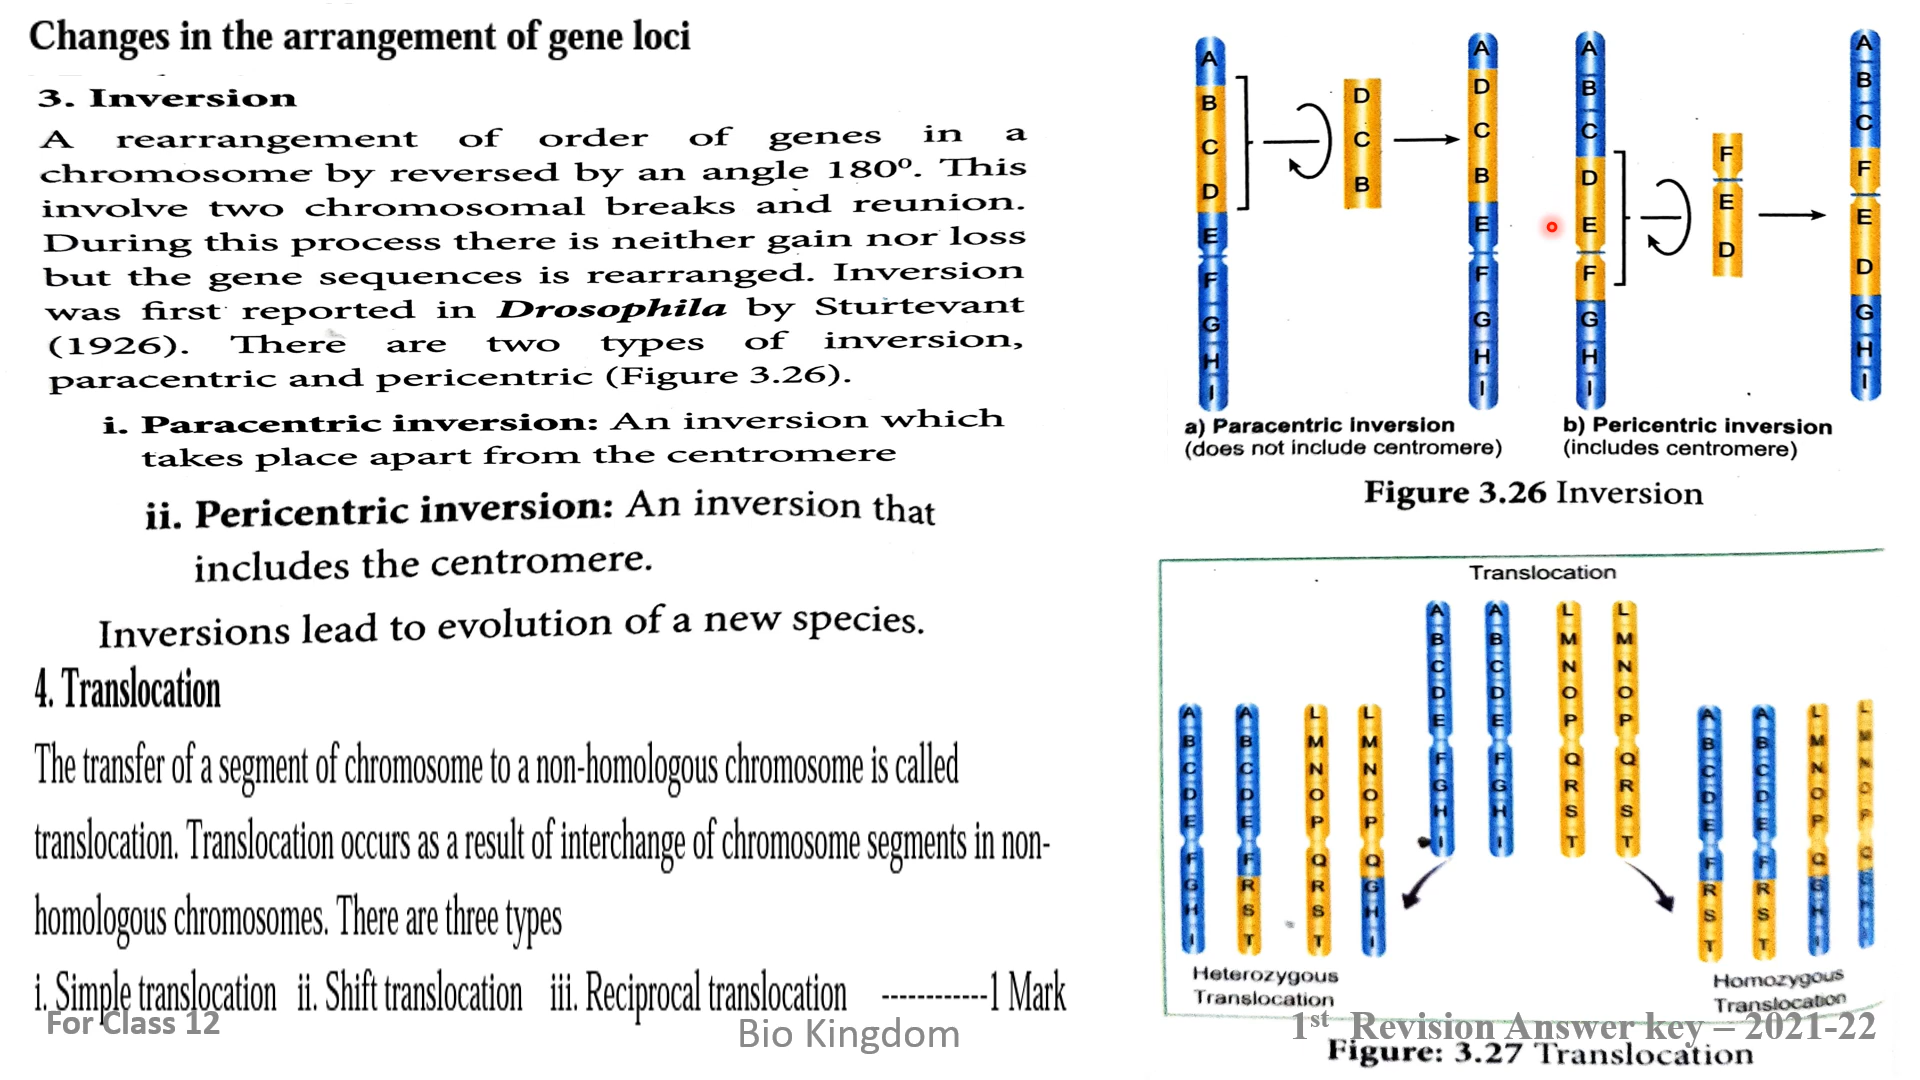 Changes in the arrangement of gene loci
3. Inversion
A rearrangement of order of genes in a
chromosome by reversed by an angle 180⁰. This
involve two chromosomal breaks and reunion.
During this process there is neither gain nor loss
but the gene sequences is rearranged. Inversion
was first reported in Drosophila by Sturtevant
(1926). There are two types of inversion,
paracentric and pericentric (Figure 3.26).
i. Paracentric inversion: An inversion which
takes place apart from the centromere
ii. Pericentric inversion: An inversion that
includes the centromere.
Inversions lead to evolution of a new species.
4. Translocation
The transfer of a segment of chromosome to a non-homologous chromosome is called
translocation. Translocation occurs as a result of interchange of chromosome segments in non-
homologous chromosomes. There are three types
i. Simple translocation ii. Shift translocation iii. Reciprocal translocation ------------1 Mark
A B C D E F G H I
D C B
A D C B E F G H I
A B C D E F G H I
F E D
A B C F E D G H I
a) Paracentric inversion
(does not include centromere)
b) Pericentric inversion
(includes centromere)
Figure 3.26 Inversion
Translocation
A B C D E F G H I
A B C D E F G H I
L M N O P Q R S T
L M N O P Q R S T
A B C D E F G H I
A B C D E F R S T
L M N O P Q R S T
L M N O P Q G H I
A B C D E F R S T
A B C D E F R S T
L M N O P Q G H I
L M N O P Q G H I
Heterozygous
Translocation
Homozygous
Translocation
Figure: 3.27 Translocation
For Class 12
Bio Kingdom
1st Revision Answer key – 2021-22